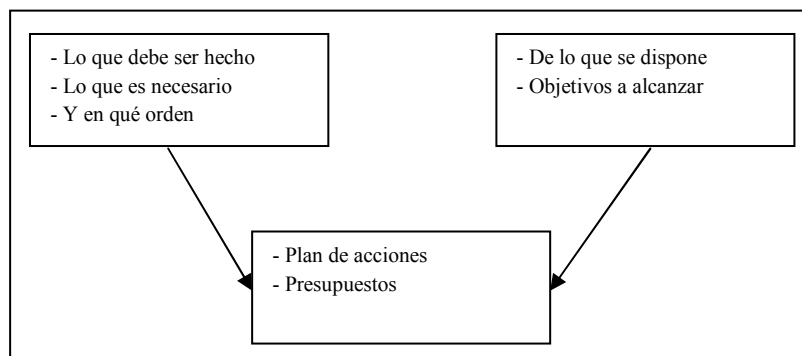 - Lo que debe ser hecho
- Lo que es necesario
- Y en qué orden
- De lo que se dispone
- Objetivos a alcanzar
- Plan de acciones
- Presupuestos